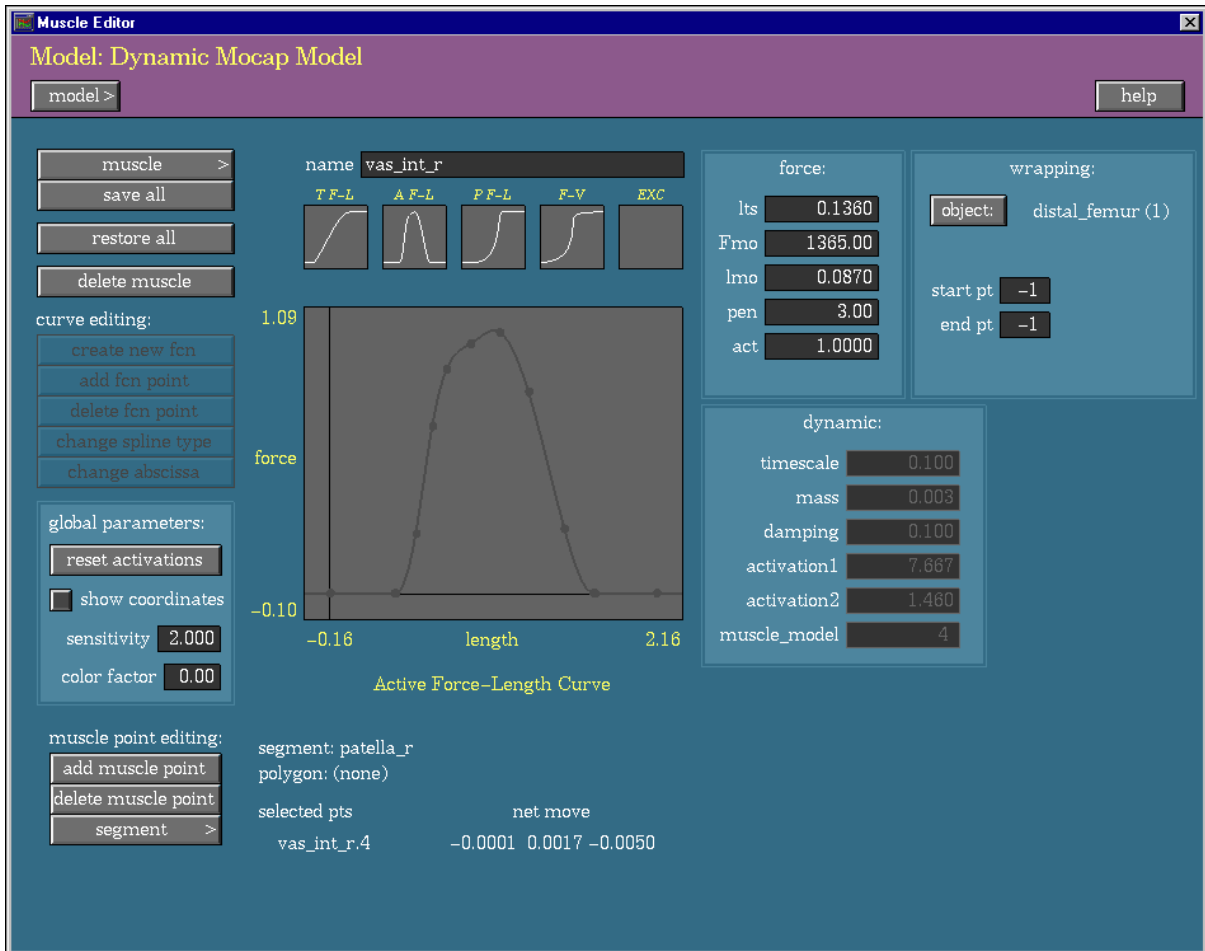 Muscle Editor
Model: Dynamic Mocap Model
model >
help
muscle >
save all
restore all
delete muscle
curve editing:
create new fcn
add fcn point
delete fcn point
change spline type
change abscissa
global parameters:
reset activations
show coordinates
sensitivity 2.000
color factor 0.00
muscle point editing:
add muscle point
delete muscle point
segment >
name vas_int_r
T F-L A F-L P F-L F-V EXC
1.09
force
-0.10
-0.16 length 2.16
Active Force-Length Curve
segment: patella_r
polygon: (none)
selected pts net move
vas_int_r.4 -0.0001 0.0017 -0.0050
force:
lts 0.1360
Fmo 1365.00
lmo 0.0870
pen 3.00
act 1.0000
wrapping:
object: distal_femur (1)
start pt -1
end pt -1
dynamic:
timescale 0.100
mass 0.003
damping 0.100
activation1 7.667
activation2 1.460
muscle_model 4